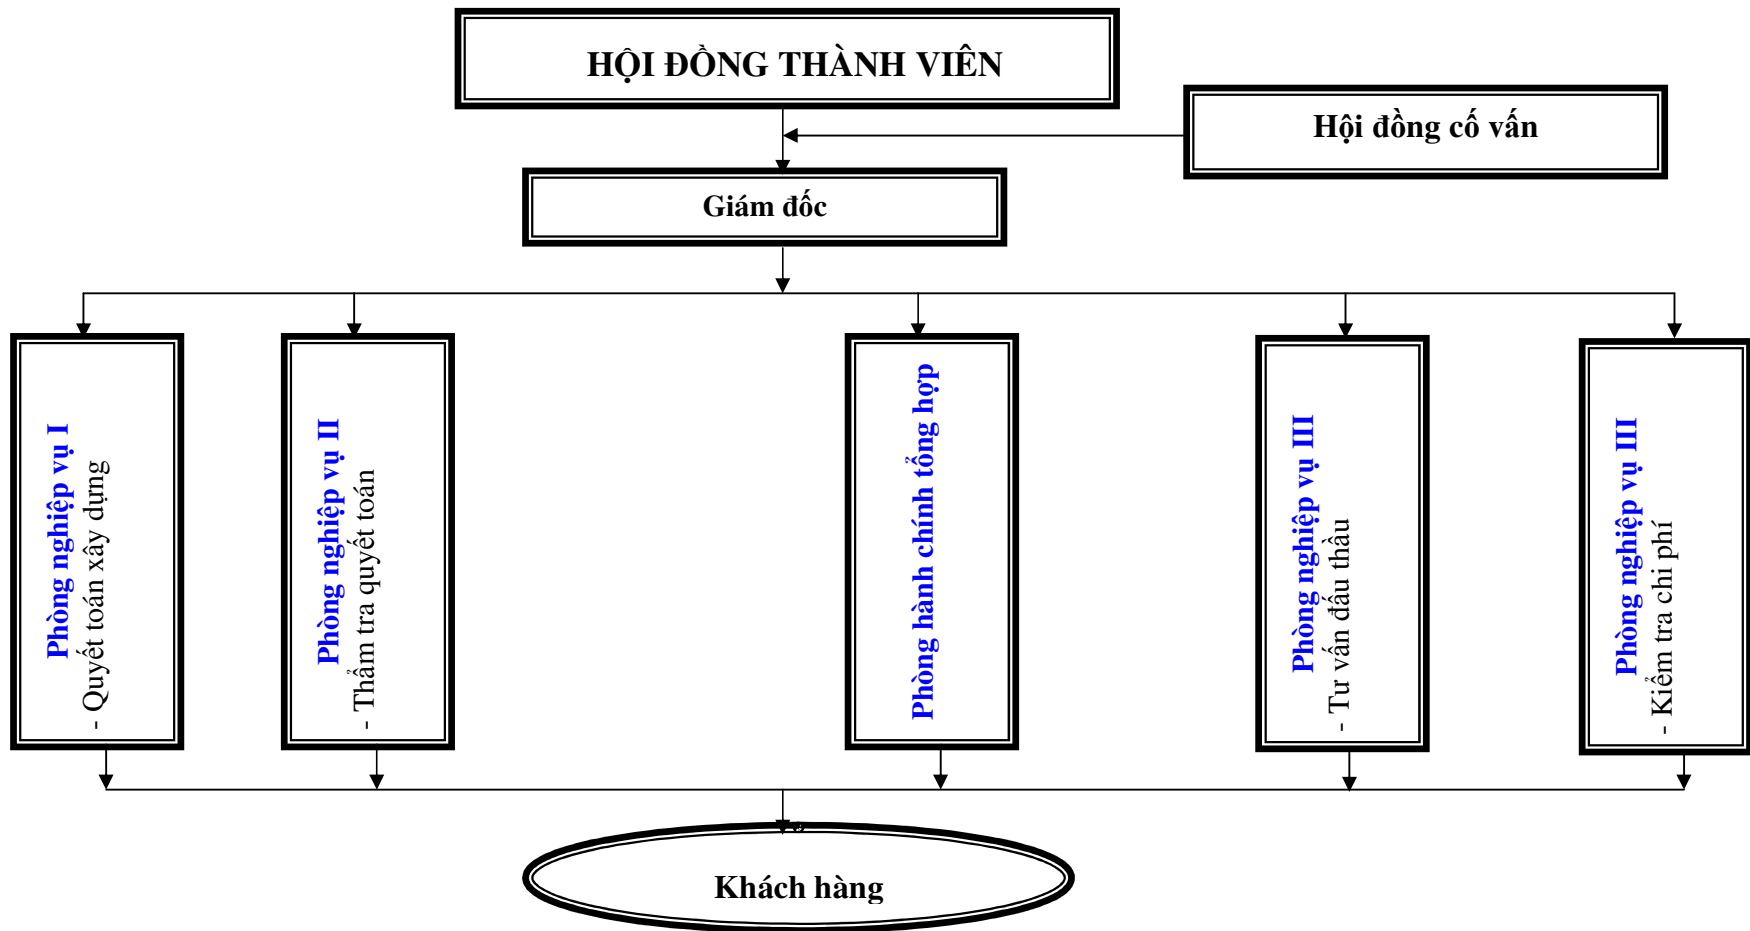 HỘI ĐỒNG THÀNH VIÊN
Hội đồng cố vấn
Giám đốc
Phòng nghiệp vụ I
- Quyết toán xây dựng
Phòng nghiệp vụ II
- Thẩm tra quyết toán
Phòng hành chính tổng hợp
Phòng nghiệp vụ III
- Tư vấn đấu thầu
Phòng nghiệp vụ III
- Kiểm tra chi phí
Khách hàng